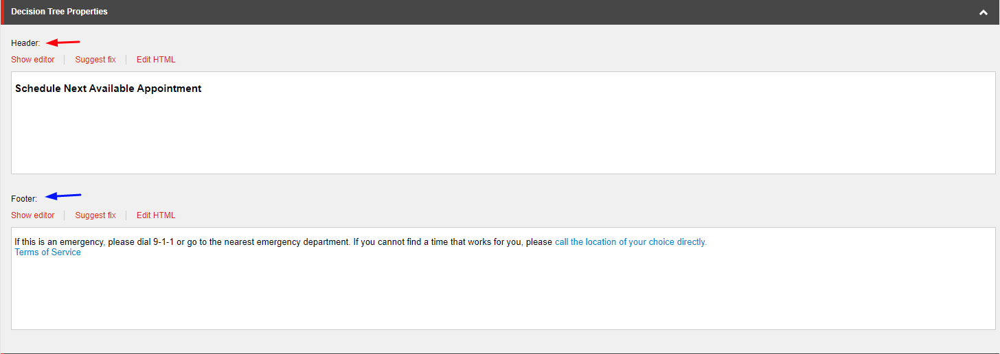 Decision Tree Properties
Header:
Show editor Suggest fix Edit HTML
Schedule Next Available Appointment
Footer:
Show editor Suggest fix Edit HTML
If this is an emergency, please dial 9-1-1 or go to the nearest emergency department. If you cannot find a time that works for you, please call the location of your choice directly.
Terms of Service